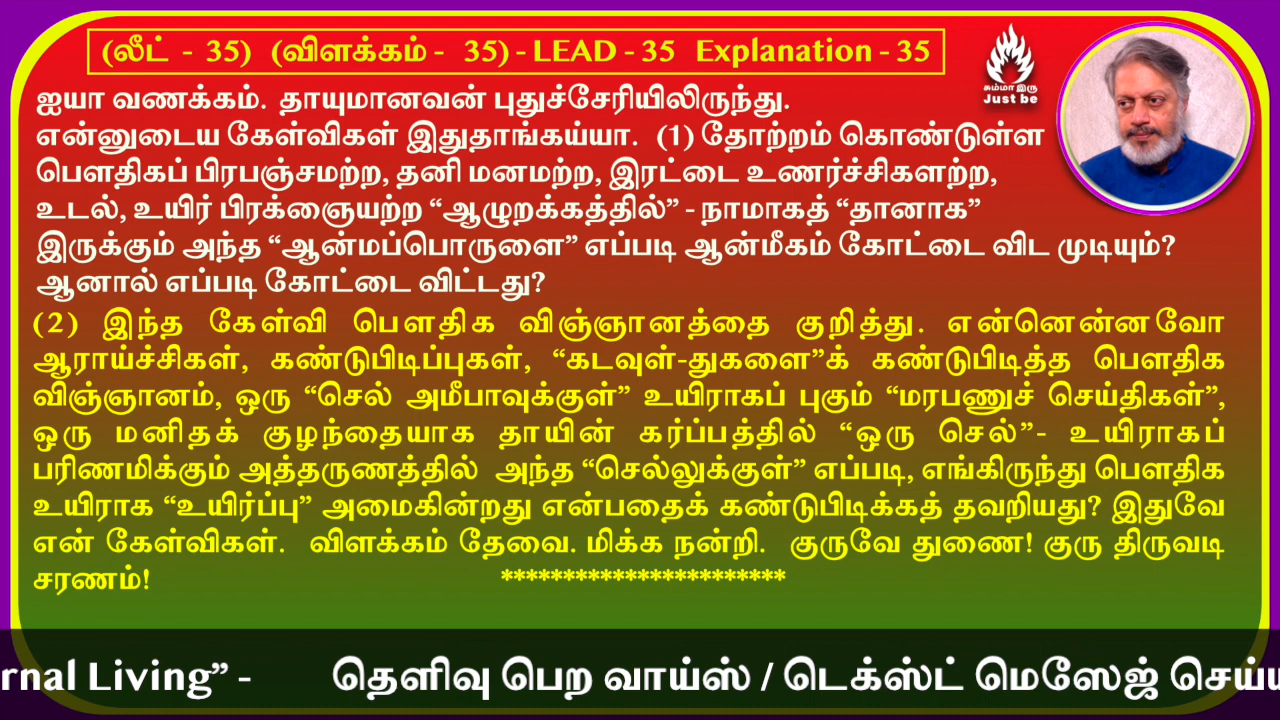 (லீட் - 35) (விளக்கம் - 35) - LEAD - 35 Explanation - 35
சும்மா இரு
Just be
ஐயா வணக்கம். தாயுமானவன் புதுச்சேரியிலிருந்து.
என்னுடைய கேள்விகள் இதுதாங்கய்யா. (1) தோற்றம் கொண்டுள்ள
பௌதிகப் பிரபஞ்சமற்ற, தனி மனமற்ற, இரட்டை உணர்ச்சிகளற்ற,
உடல், உயிர் பிரக்ஞையற்ற “ஆழுறக்கத்தில்” - நாமாகத் “தானாக”
இருக்கும் அந்த “ஆன்மப்பொருளை” எப்படி ஆன்மீகம் கோட்டை விட முடியும்?
ஆனால் எப்படி கோட்டை விட்டது?
(2) இந்த கேள்வி பௌதிக விஞ்ஞானத்தை குறித்து. என்னென்னவோ
ஆராய்ச்சிகள், கண்டுபிடிப்புகள், “கடவுள்-துகளை”க் கண்டுபிடித்த பௌதிக
விஞ்ஞானம், ஒரு “செல் அமீபாவுக்குள்” உயிராகப் புகும் “மரபணுச் செய்திகள்”,
ஒரு மனிதக் குழந்தையாக தாயின் கர்ப்பத்தில் “ஒரு செல்”- உயிராகப்
பரிணமிக்கும் அத்தருணத்தில் அந்த “செல்லுக்குள்” எப்படி, எங்கிருந்து பௌதிக
உயிராக “உயிர்ப்பு” அமைகின்றது என்பதைக் கண்டுபிடிக்கத் தவறியது? இதுவே
என் கேள்விகள். விளக்கம் தேவை. மிக்க நன்றி. குருவே துணை! குரு திருவடி
சரணம்! ***********************
rnal Living” - தெளிவு பெற வாய்ஸ் / டெக்ஸ்ட் மெஸேஜ்